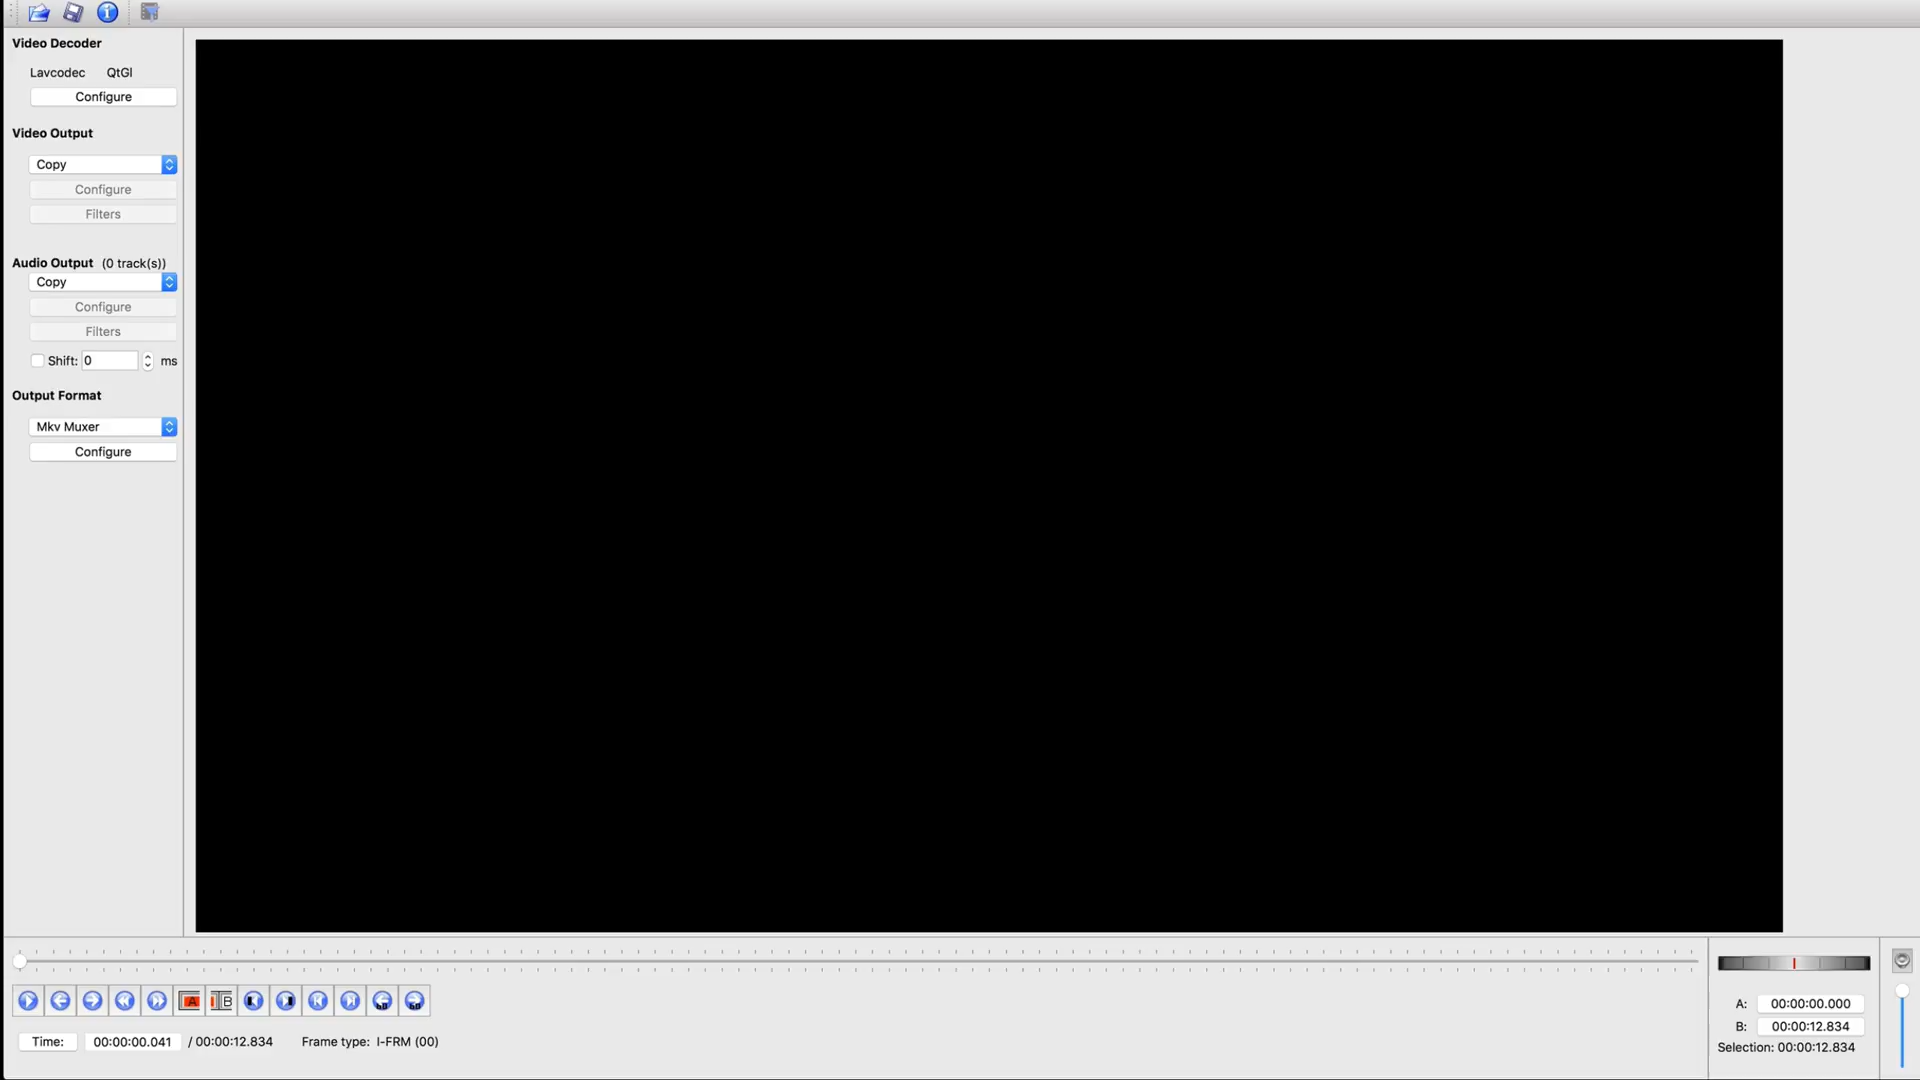 Video Decoder
Lavcodec QtGl
Configure
Video Output
Copy
Configure
Filters
Audio Output (0 track(s))
Copy
Configure
Filters
Shift: 0 ms
Output Format
Mkv Muxer
Configure
A
B
60
60
Time: 00:00:00.041 / 00:00:12.834 Frame type: I-FRM (00)
A: 00:00:00.000
B: 00:00:12.834
Selection: 00:00:12.834